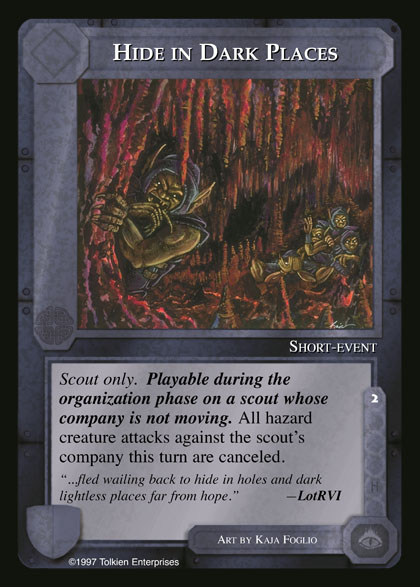 HIDE IN DARK PLACES
SHORT-EVENT
Scout only. Playable during the
organization phase on a scout whose
company is not moving. All hazard
creature attacks against the scout's
company this turn are canceled.
2
“...fled wailing back to hide in holes and dark
lightless places far from hope.” —LotRVI
H
ART BY KAJA FOGLIO
©1997 Tolkien Enterprises